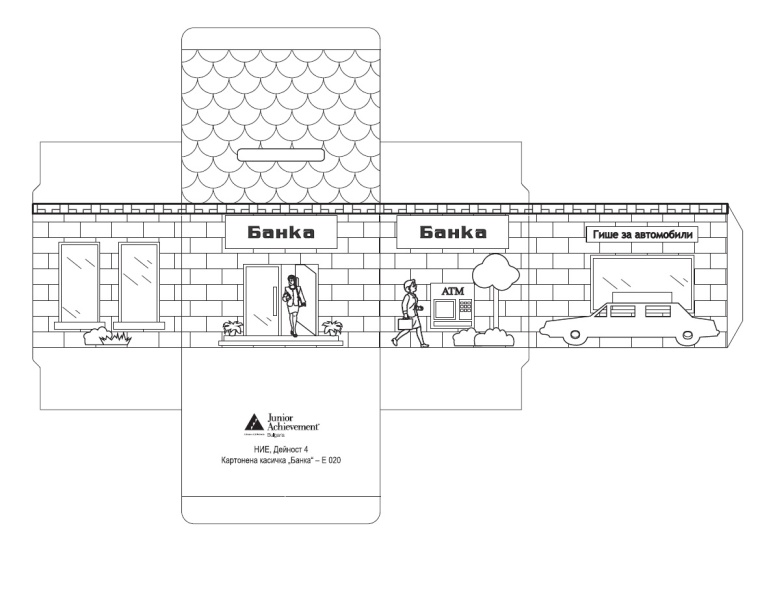 Банка
Банка
Гише за автомобили
ATM
Junior
Achievement®
Bulgaria
НИЕ, Дейност 4
Картонена касичка „Банка“ – Е 020